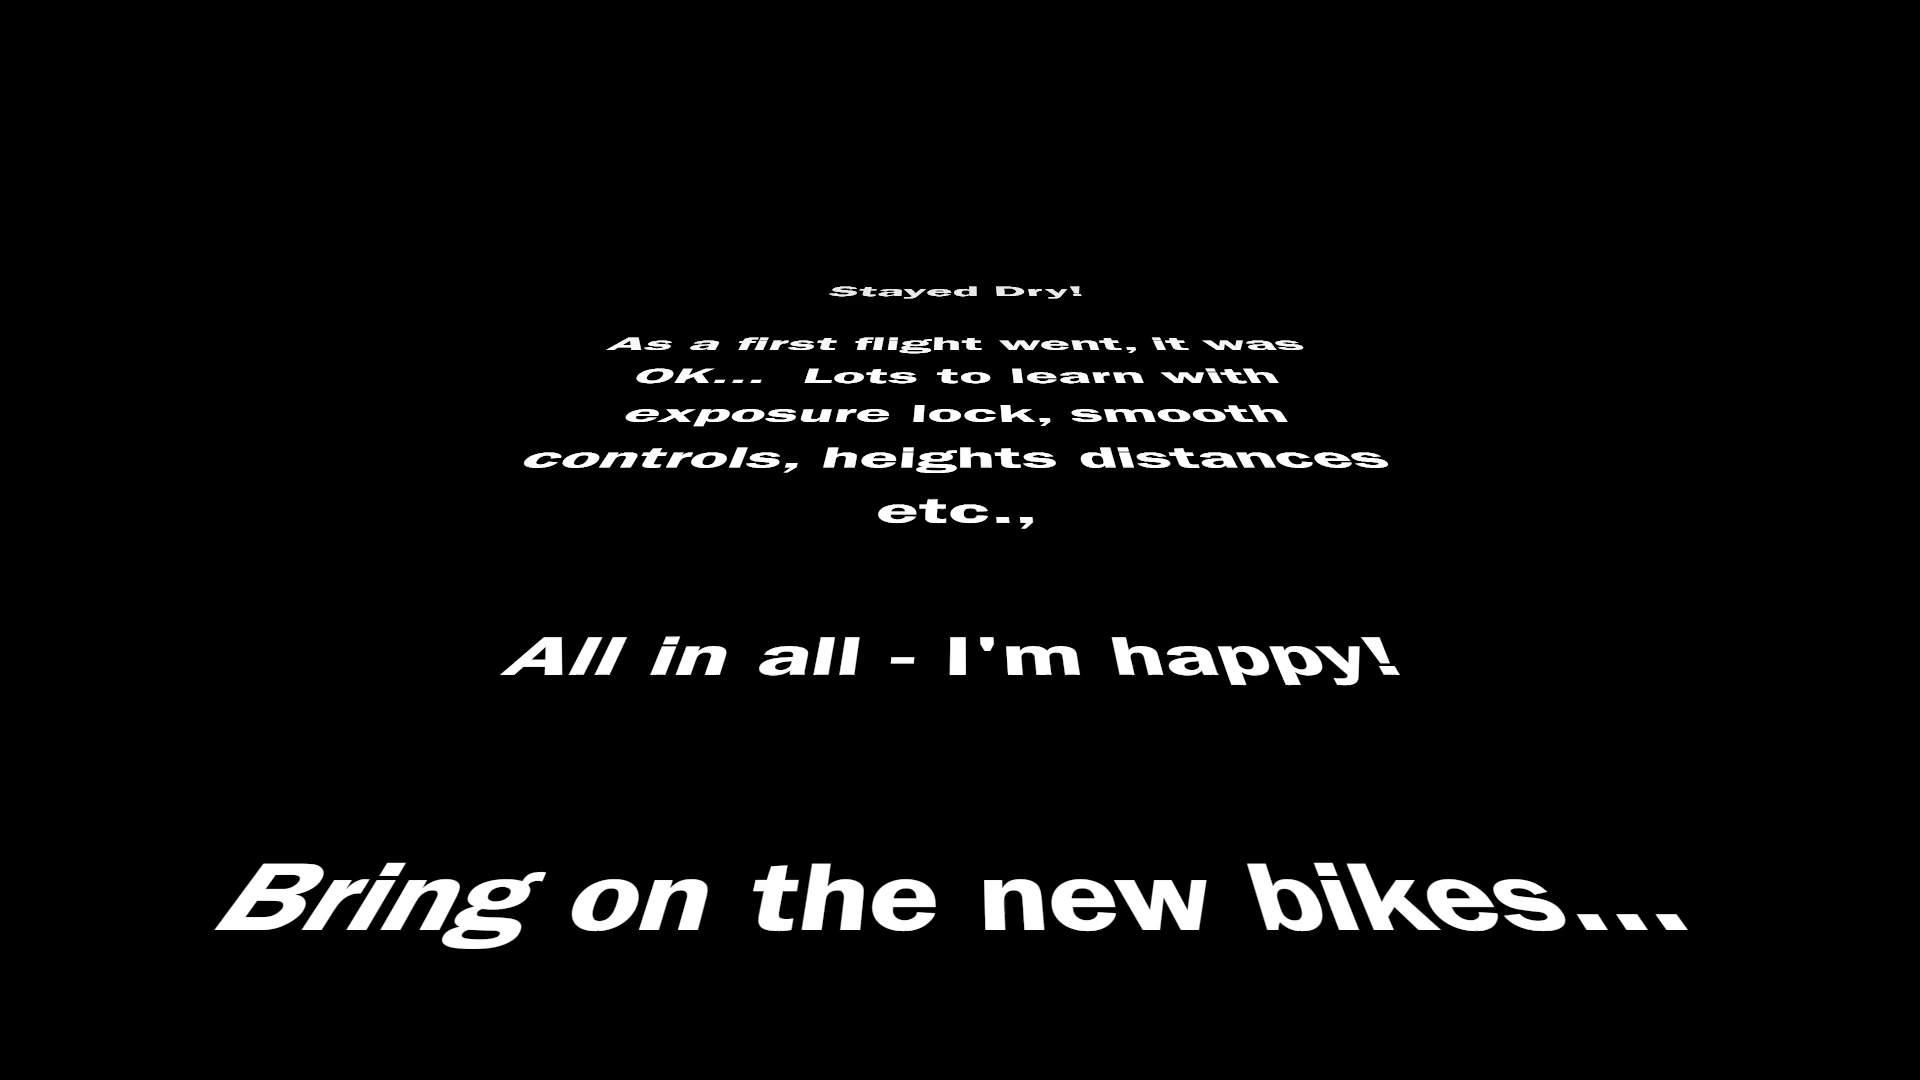 Stayed Dry!
As a first flight went, it was
OK...  Lots to learn with
exposure lock, smooth
controls, heights distances
etc.,
All in all - I'm happy!
Bring on the new bikes...